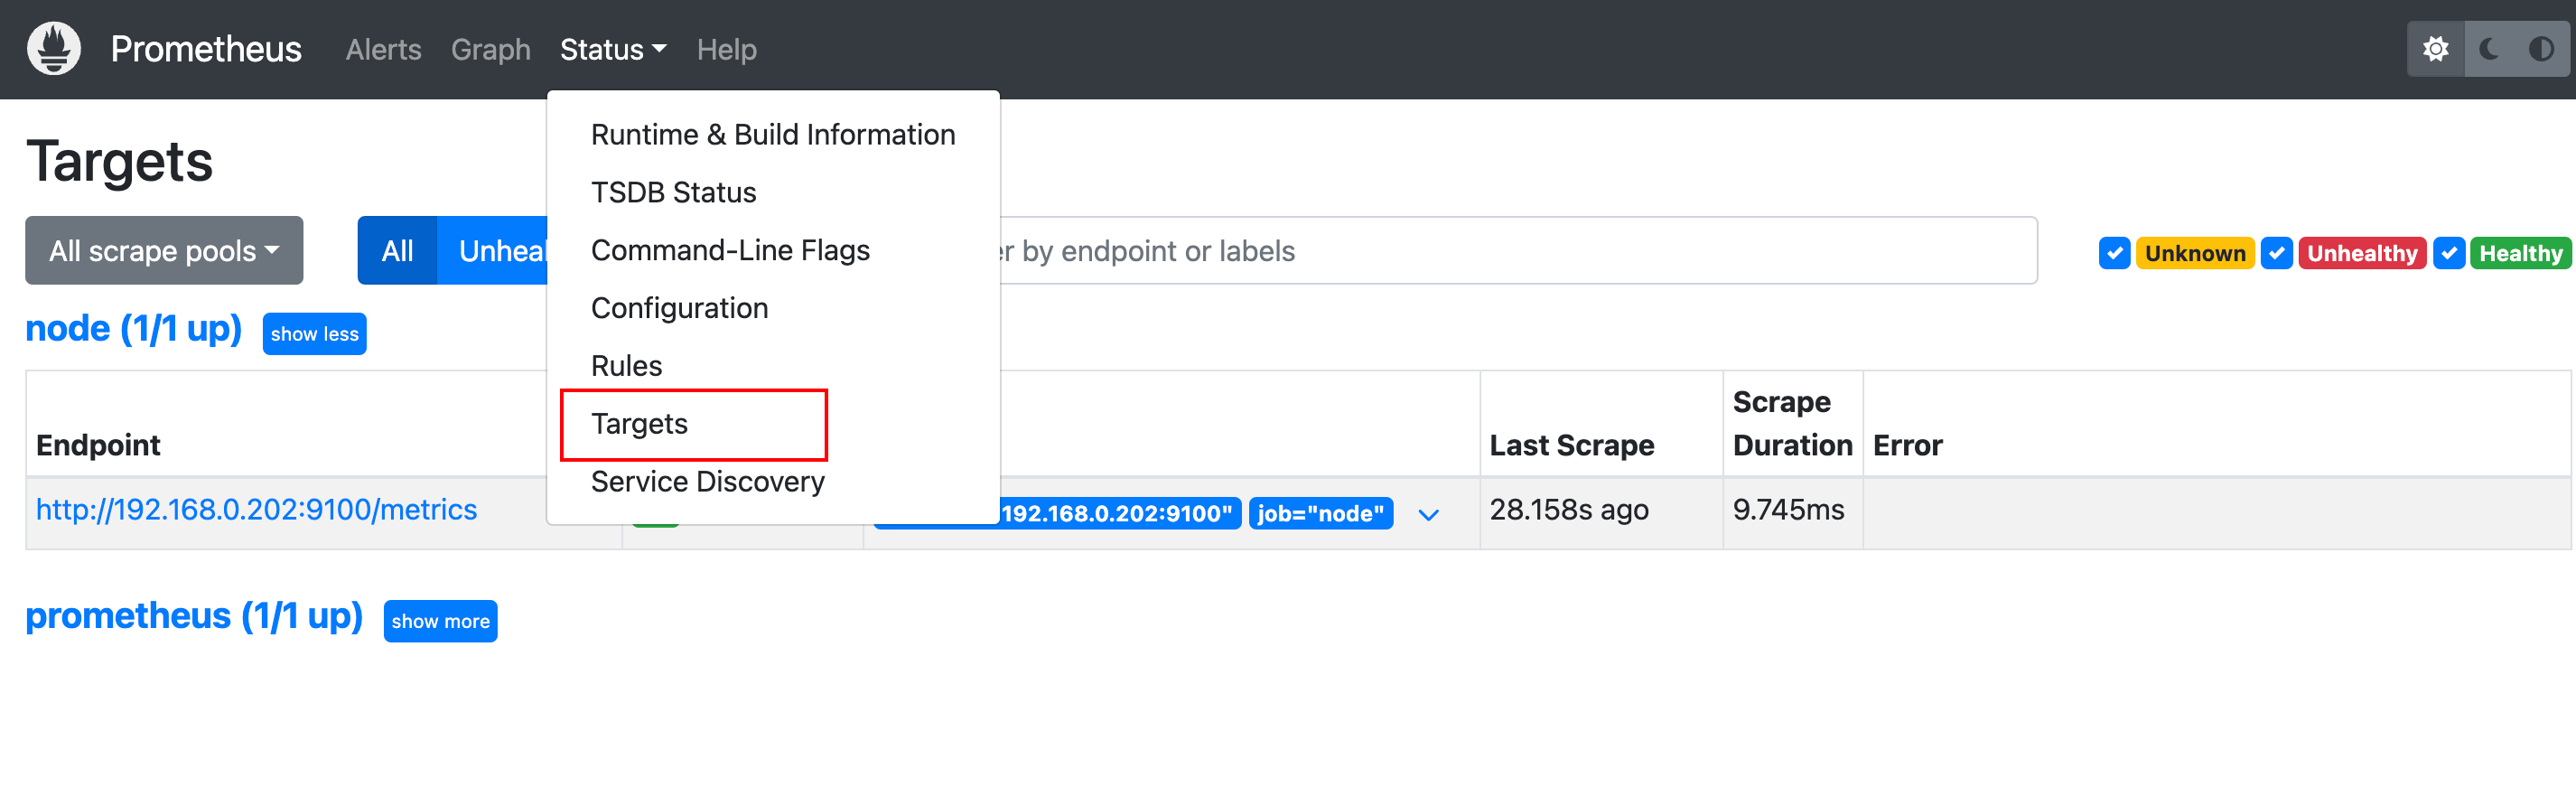 Prometheus Alerts Graph Status Help
Runtime & Build Information
TSDB Status
Command-Line Flags
Configuration
Rules
Targets
Service Discovery
Targets
All scrape pools All by endpoint or labels Unknown Unhealthy Healthy
node (1/1 up) show less
Endpoint Last Scrape Scrape Duration Error
http://192.168.0.202:9100/metrics 192.168.0.202:9100" job="node" 28.158s ago 9.745ms
prometheus (1/1 up) show more